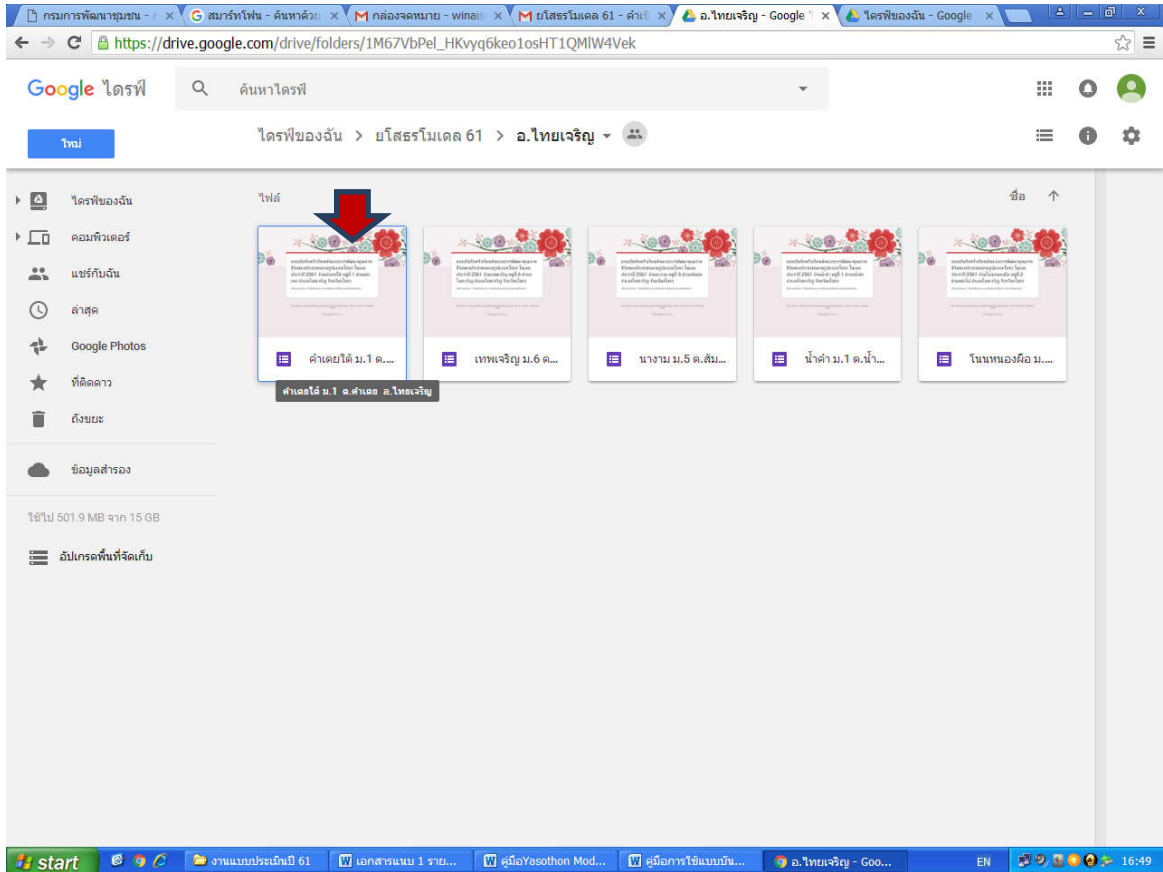 กรมการพัฒนาชุมชน - ก
สมาร์ทโฟน - ค้นหาด้วย
กล่องจดหมาย - winais
ยโสธรโมเดล 61 - คำเชิ
อ.ไทยเจริญ - Google
ไดรฟ์ของฉัน - Google
https://drive.google.com/drive/folders/1M67VbPel_HKvyq6keo1osHT1QMlW4Vek
Google ไดรฟ์
ค้นหาไดรฟ์
ใหม่
ไดรฟ์ของฉัน > ยโสธรโมเดล 61 > อ.ไทยเจริญ
ไดรฟ์ของฉัน
คอมพิวเตอร์
แชร์กับฉัน
ล่าสุด
Google Photos
ที่ติดดาว
ถังขยะ
ข้อมูลสำรอง
ใช้ไป 501.9 MB จาก 15 GB
อัปเกรดพื้นที่จัดเก็บ
ไฟล์
ชื่อ
คำเตยใต้ ม.1 ต....
เทพเจริญ ม.6 ต...
นางาม ม.5 ต.ส้ม...
น้ำคำ ม.1 ต.น้ำ...
โนนหนองผือ ม....
คำเตยใต้ ม.1 ต.คำเตย อ.ไทยเจริญ
start
งานแบบประเมินปี 61
เอกสารแนบ 1 ราย...
คู่มือYasothon Mod...
คู่มือการใช้แบบบัน...
อ.ไทยเจริญ - Goo...
EN
16:49